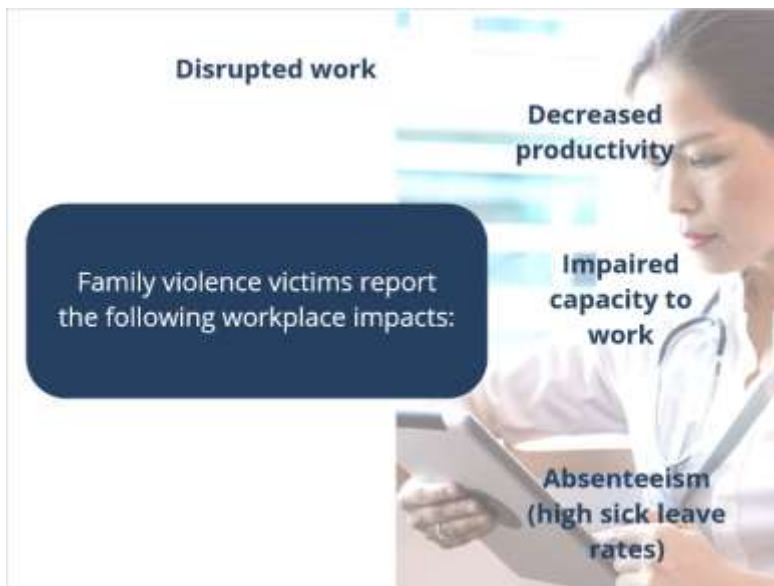 Disrupted work
Decreased
productivity
Family violence victims report
the following workplace impacts:
Impaired
capacity to
work
Absenteeism
(high sick leave
rates)